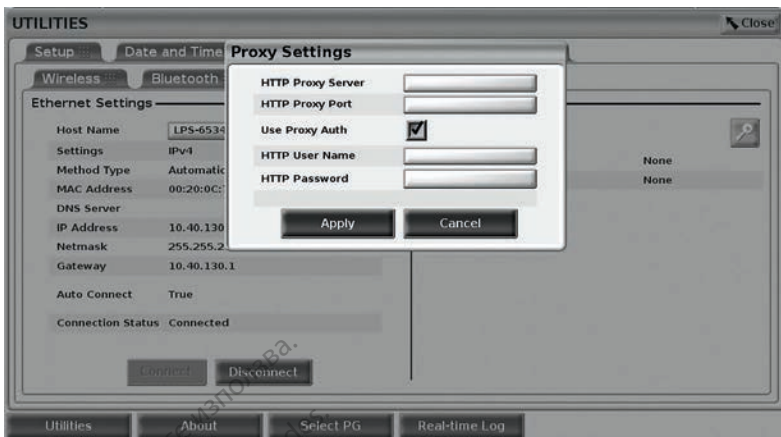 UTILITIES
Close
Setup
Date and Time
Proxy Settings
Wireless
Bluetooth
HTTP Proxy Server
Ethernet Settings
HTTP Proxy Port
Host Name
LPS-6534
Use Proxy Auth
Settings
IPv4
HTTP User Name
None
Method Type
Automatic
HTTP Password
None
MAC Address
00:20:0C:
DNS Server
IP Address
10.40.130
Apply
Cancel
Netmask
255.255.2
Gateway
10.40.130.1
Auto Connect
True
Connection Status
Connected
Connect
Disconnect
Utilities
About
Select PG
Real-time Log